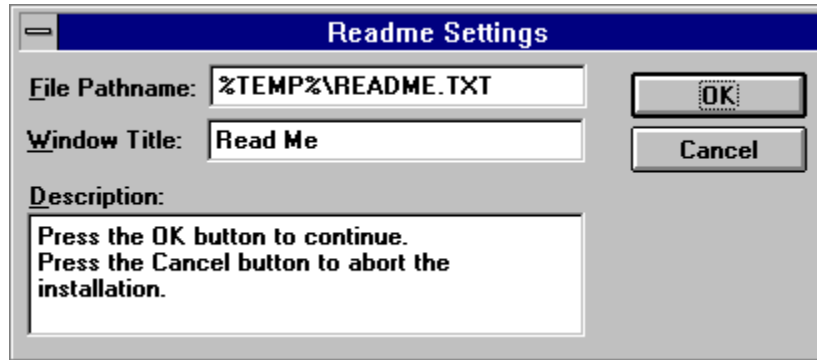 Readme Settings
File Pathname: %TEMP%\README.TXT
OK
Window Title: Read Me
Cancel
Description:
Press the OK button to continue.
Press the Cancel button to abort the
installation.